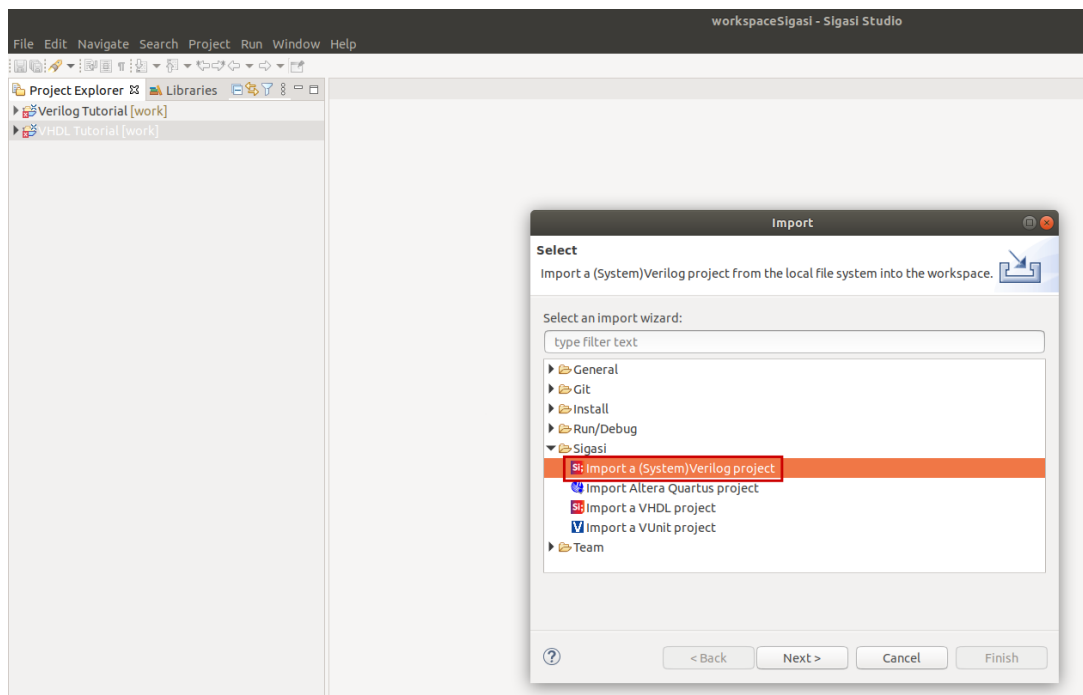 workspaceSigasi - Sigasi Studio
File Edit Navigate Search Project Run Window Help
Project Explorer Libraries
Verilog Tutorial [work]
VHDL Tutorial [work]
Import
Select
Import a (System)Verilog project from the local file system into the workspace.
Select an import wizard:
type filter text
General
Git
Install
Run/Debug
Sigasi
Si; Import a (System)Verilog project
Import Altera Quartus project
Si; Import a VHDL project
V Import a VUnit project
Team
? < Back Next > Cancel Finish